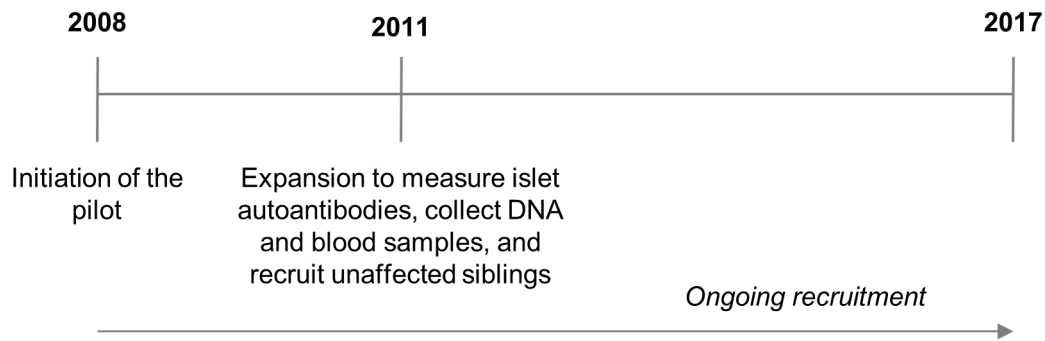 2008
2011
2017
Initiation of the
pilot
Expansion to measure islet
autoantibodies, collect DNA
and blood samples, and
recruit unaffected siblings
Ongoing recruitment